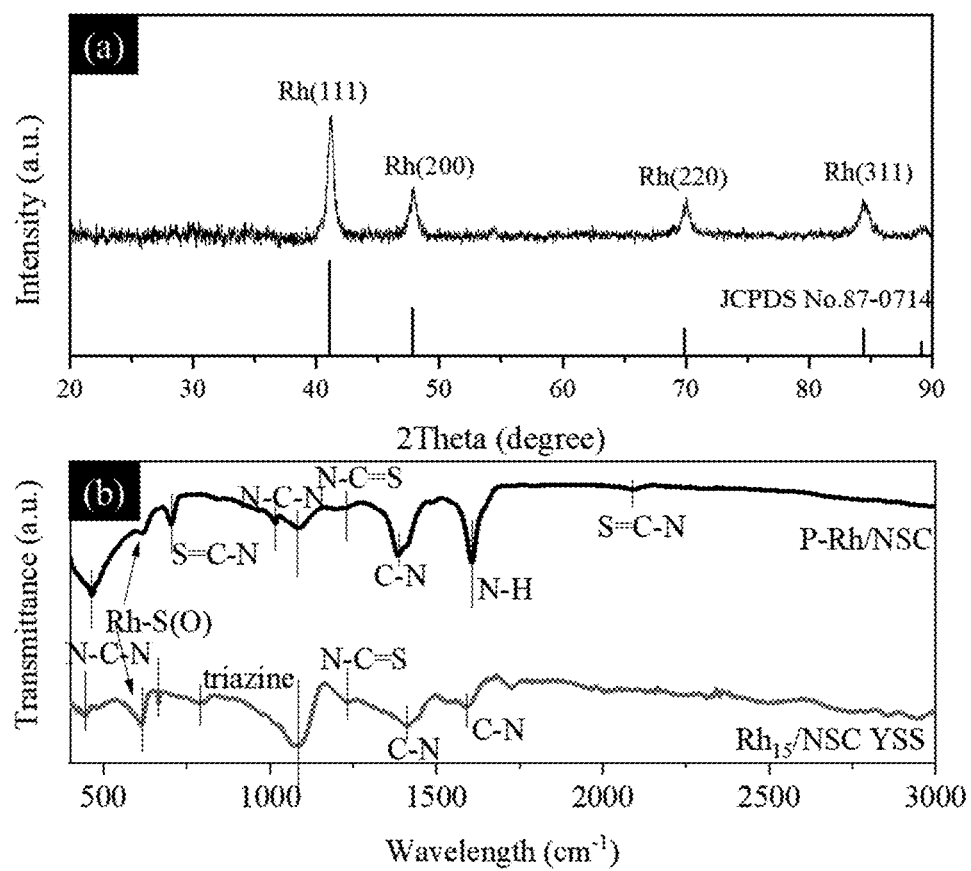 (a)
Rh(111)
Rh(200)
Rh(220)
Rh(311)
JCPDS No.87-0714
Intensity (a.u.)
20 30 40 50 60 70 80 90
2Theta (degree)
(b)
N-C=S
N-C-N
S=C-N
C-N
N-H
S=C-N
P-Rh/NSC
Rh-S(O)
N-C-N
triazine
N-C=S
C-N
C-N
Rh₁₅/NSC YSS
Transmittance (a.u.)
500 1000 1500 2000 2500 3000
Wavelength (cm⁻¹)